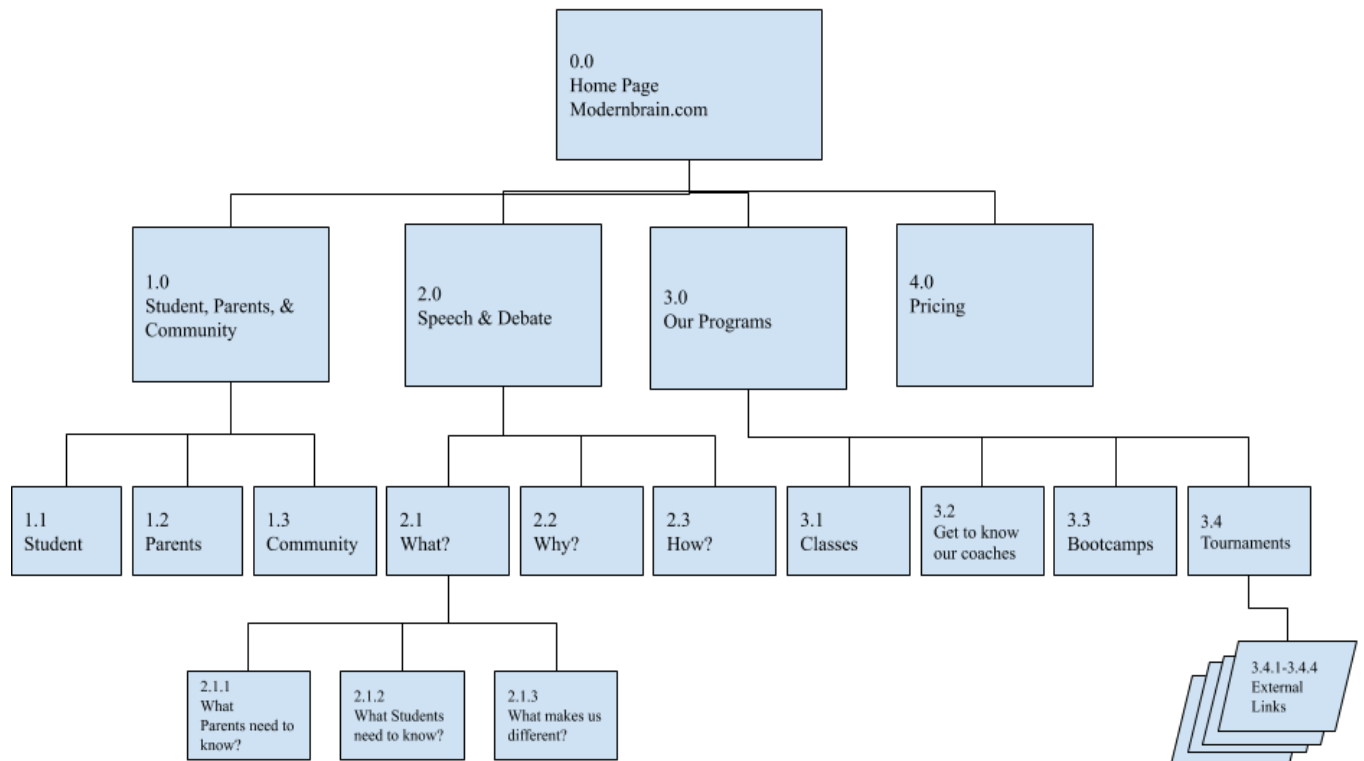 0.0
Home Page
Modernbrain.com
1.0
Student, Parents, &
Community
2.0
Speech & Debate
3.0
Our Programs
4.0
Pricing
1.1
Student
1.2
Parents
1.3
Community
2.1
What?
2.2
Why?
2.3
How?
3.1
Classes
3.2
Get to know
our coaches
3.3
Bootcamps
3.4
Tournaments
2.1.1
What
Parents need to
know?
2.1.2
What Students
need to know?
2.1.3
What makes us
different?
3.4.1-3.4.4
External
Links